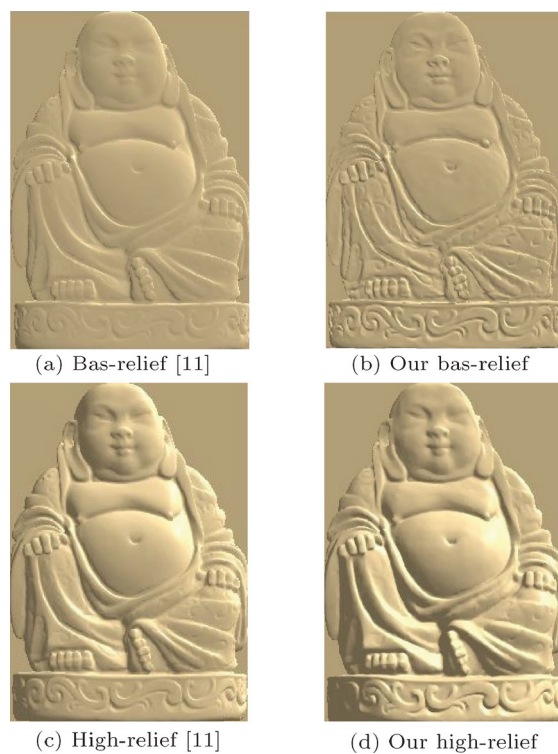 (a) Bas-relief [11]
(b) Our bas-relief
(c) High-relief [11]
(d) Our high-relief